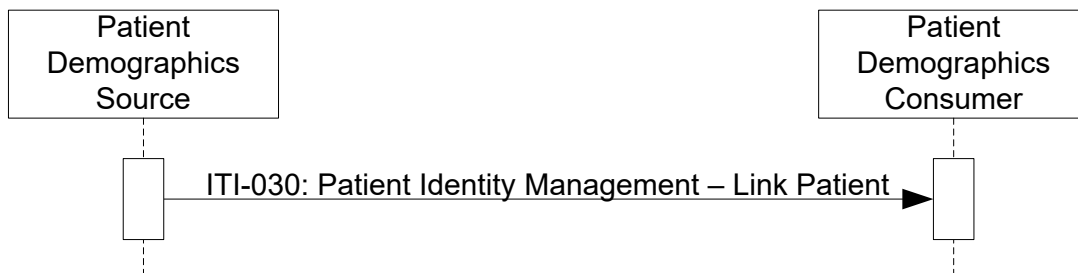 Patient
Demographics
Source
Patient
Demographics
Consumer
ITI-030: Patient Identity Management – Link Patient